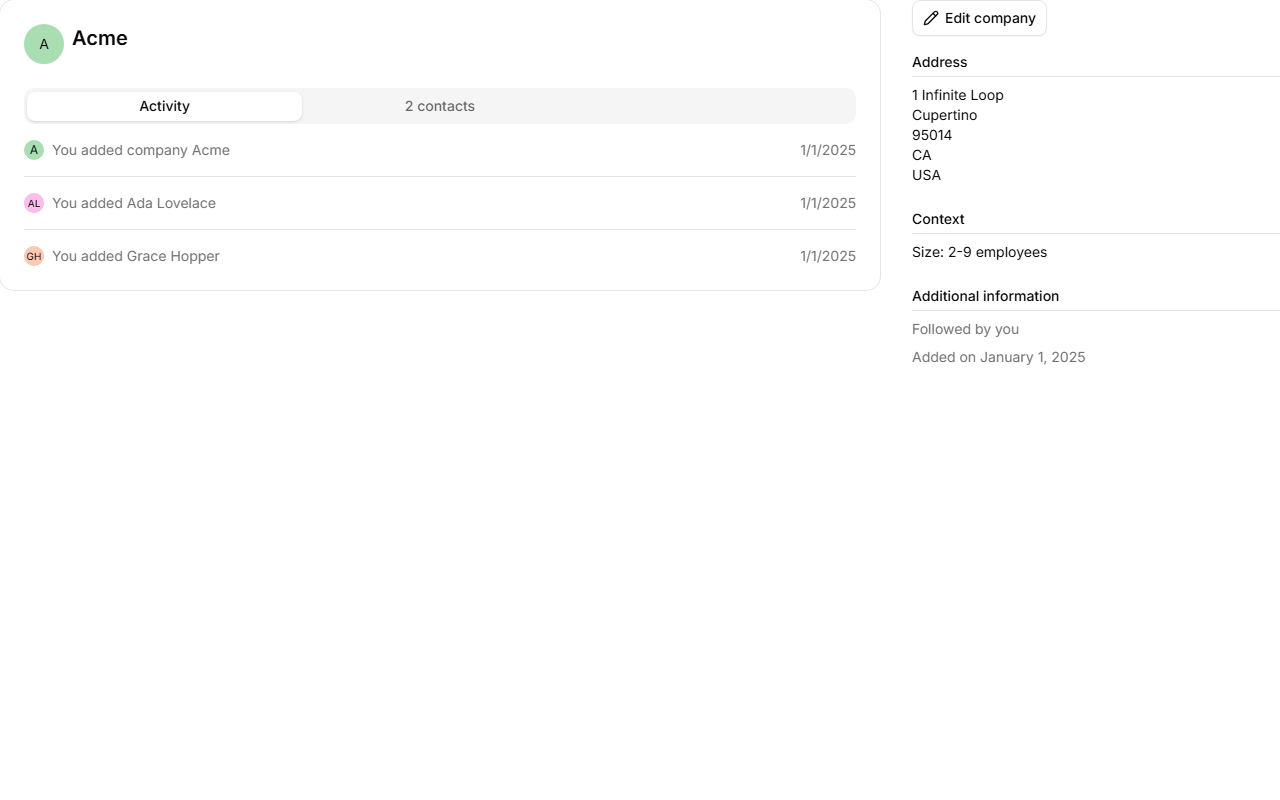 A
Acme
Activity
2 contacts
A
You added company Acme
1/1/2025
AL
You added Ada Lovelace
1/1/2025
GH
You added Grace Hopper
1/1/2025
Edit company
Address
1 Infinite Loop
Cupertino
95014
CA
USA
Context
Size: 2-9 employees
Additional information
Followed by you
Added on January 1, 2025